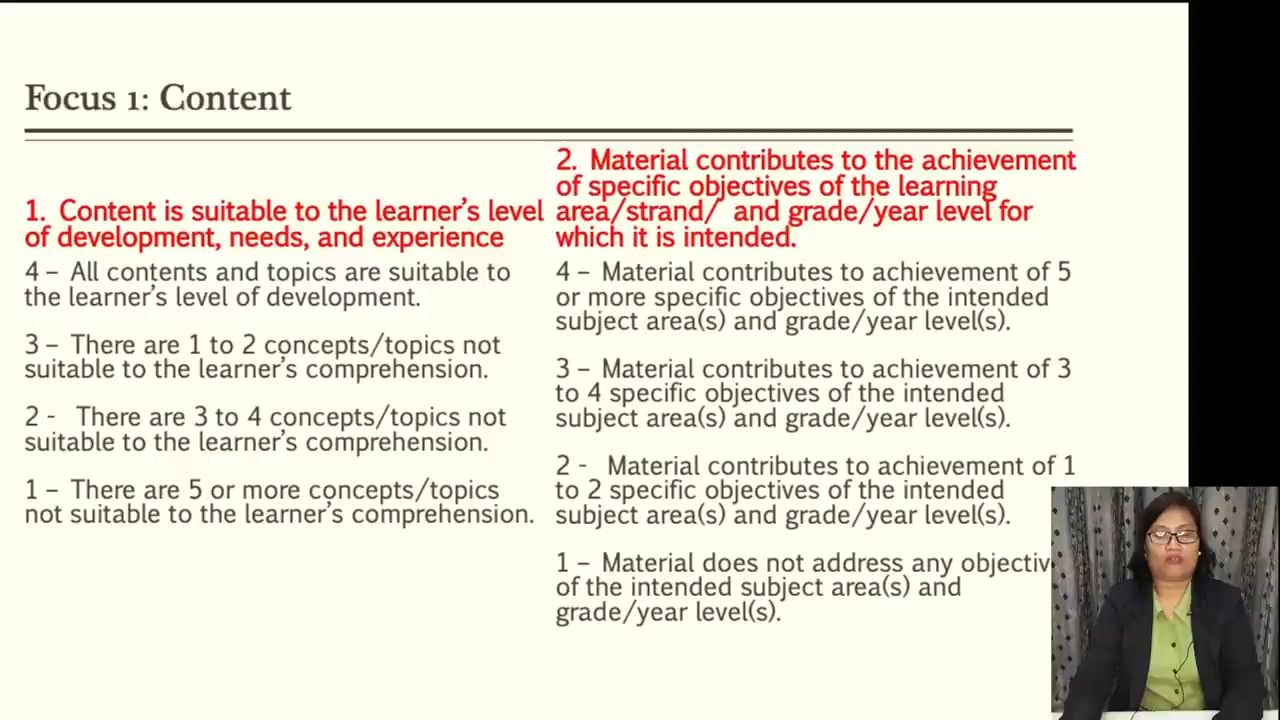 Focus 1: Content
1. Content is suitable to the learner's level
of development, needs, and experience
4 – All contents and topics are suitable to
the learner's level of development.
3 – There are 1 to 2 concepts/topics not
suitable to the learner's comprehension.
2 - There are 3 to 4 concepts/topics not
suitable to the learner's comprehension.
1 – There are 5 or more concepts/topics
not suitable to the learner's comprehension.
2. Material contributes to the achievement
of specific objectives of the learning
area/strand/ and grade/year level for
which it is intended.
4 – Material contributes to achievement of 5
or more specific objectives of the intended
subject area(s) and grade/year level(s).
3 – Material contributes to achievement of 3
to 4 specific objectives of the intended
subject area(s) and grade/year level(s).
2 - Material contributes to achievement of 1
to 2 specific objectives of the intended
subject area(s) and grade/year level(s).
1 – Material does not address any objectiv
of the intended subject area(s) and
grade/year level(s).